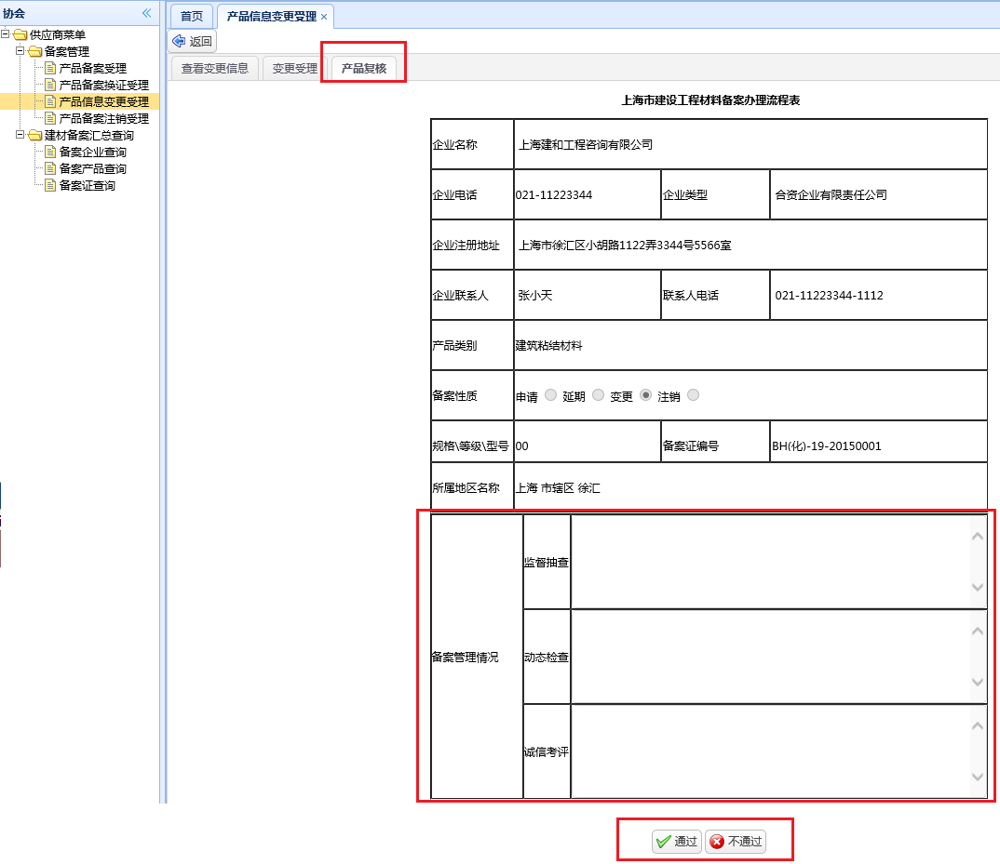 协会
供应商菜单
备案管理
产品备案受理
产品备案换证受理
产品信息变更受理
产品备案注销受理
建材备案汇总查询
备案企业查询
备案产品查询
备案证查询
首页 产品信息变更受理
返回
查看变更信息 变更受理 产品复核
上海市建设工程材料备案办理流程表
企业名称 上海建和工程咨询有限公司
企业电话 021-11223344 企业类型 合资企业有限责任公司
企业注册地址 上海市徐汇区小胡路1122弄3344号5566室
企业联系人 张小天 联系人电话 021-11223344-1112
产品类别 建筑粘结材料
备案性质 申请 延期 变更 注销
规格\等级\型号 00 备案证编号 BH(化)-19-20150001
所属地区名称 上海 市辖区 徐汇
备案管理情况
监督抽查
动态检查
诚信考评
通过 不通过